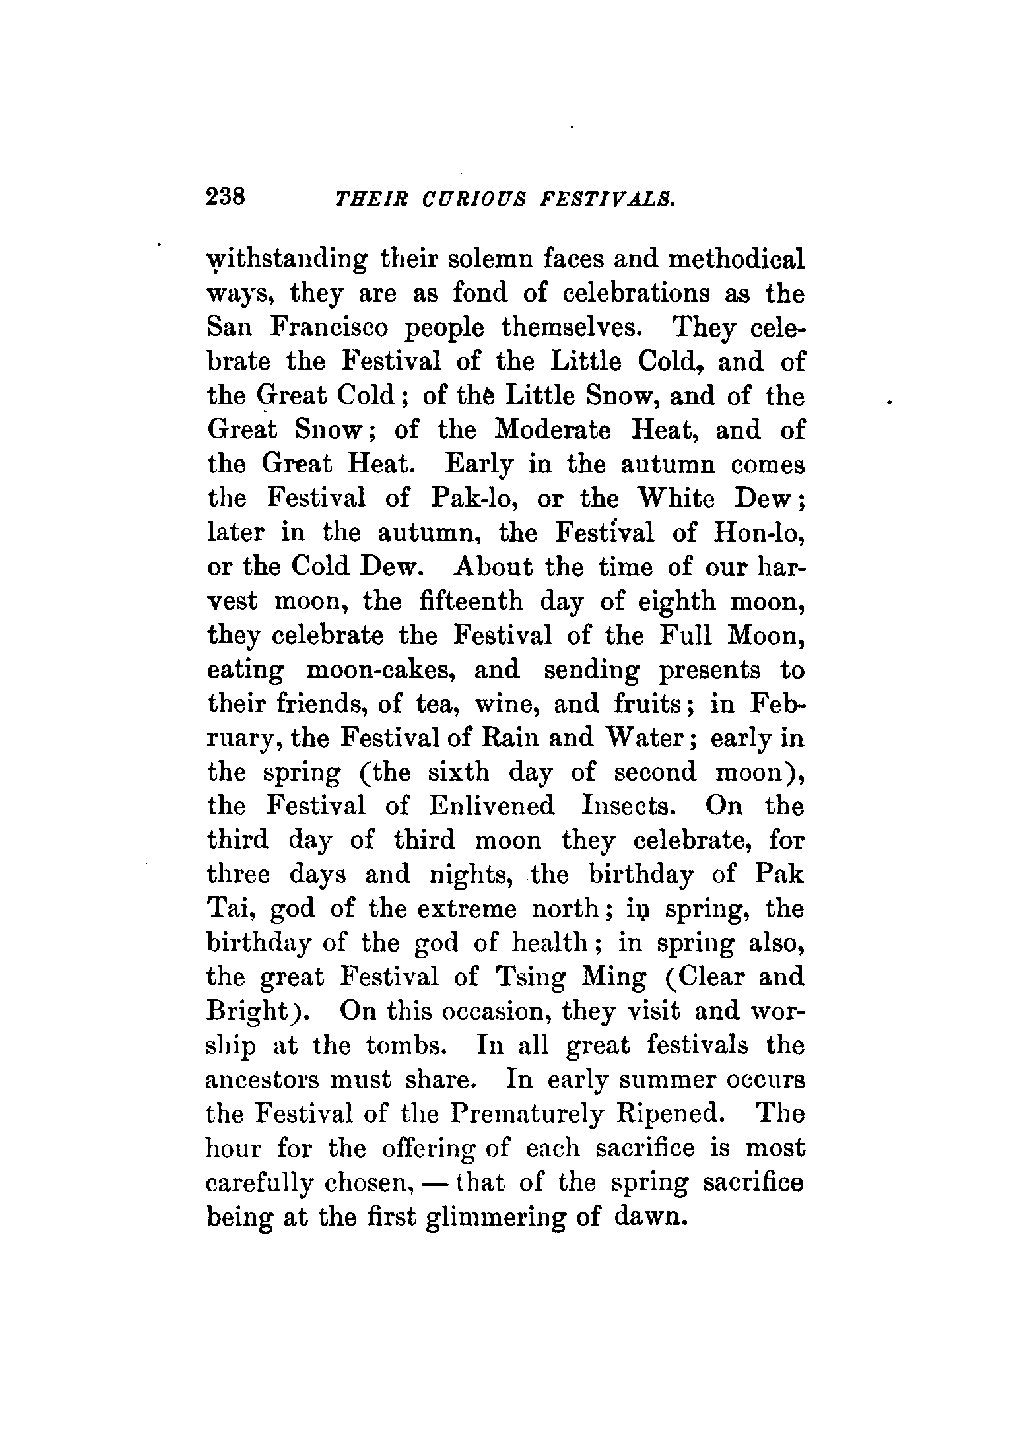 238 THEIR CURIOUS FESTIVALS.
withstanding their solemn faces and methodical
ways, they are as fond of celebrations as the
San Francisco people themselves. They cele-
brate the Festival of the Little Cold, and of
the Great Cold; of the Little Snow, and of the
Great Snow; of the Moderate Heat, and of
the Great Heat. Early in the autumn comes
the Festival of Pak-lo, or the White Dew;
later in the autumn, the Festival of Hon-lo,
or the Cold Dew. About the time of our har-
vest moon, the fifteenth day of eighth moon,
they celebrate the Festival of the Full Moon,
eating moon-cakes, and sending presents to
their friends, of tea, wine, and fruits; in Feb-
ruary, the Festival of Rain and Water; early in
the spring (the sixth day of second moon),
the Festival of Enlivened Insects. On the
third day of third moon they celebrate, for
three days and nights, the birthday of Pak
Tai, god of the extreme north; in spring, the
birthday of the god of health; in spring also,
the great Festival of Tsing Ming (Clear and
Bright). On this occasion, they visit and wor-
ship at the tombs. In all great festivals the
ancestors must share. In early summer occurs
the Festival of the Prematurely Ripened. The
hour for the offering of each sacrifice is most
carefully chosen, — that of the spring sacrifice
being at the first glimmering of dawn.